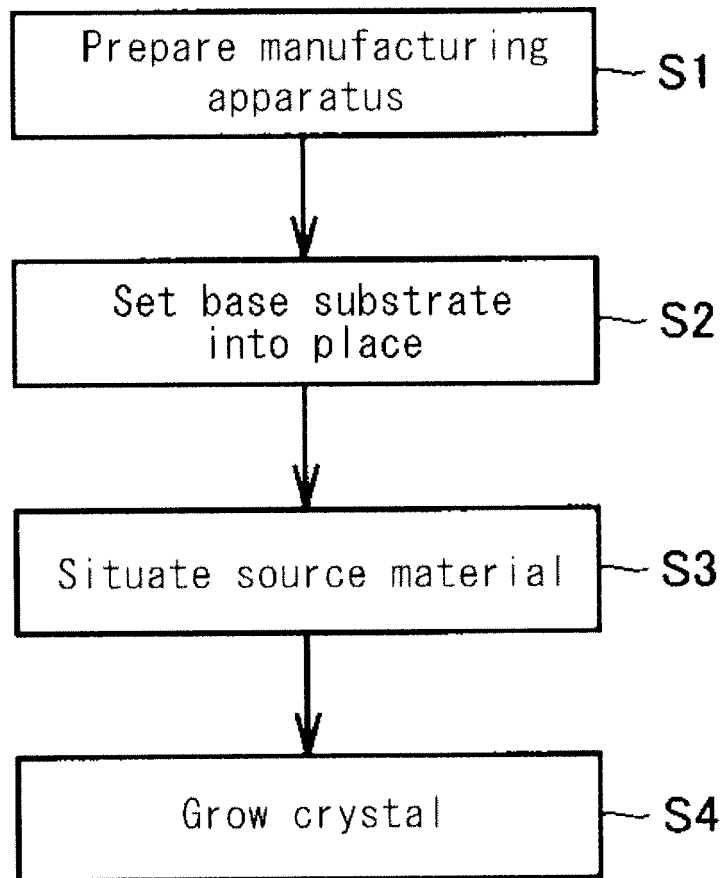 Prepare manufacturing
apparatus
S1
Set base substrate
into place
S2
Situate source material
S3
Grow crystal
S4